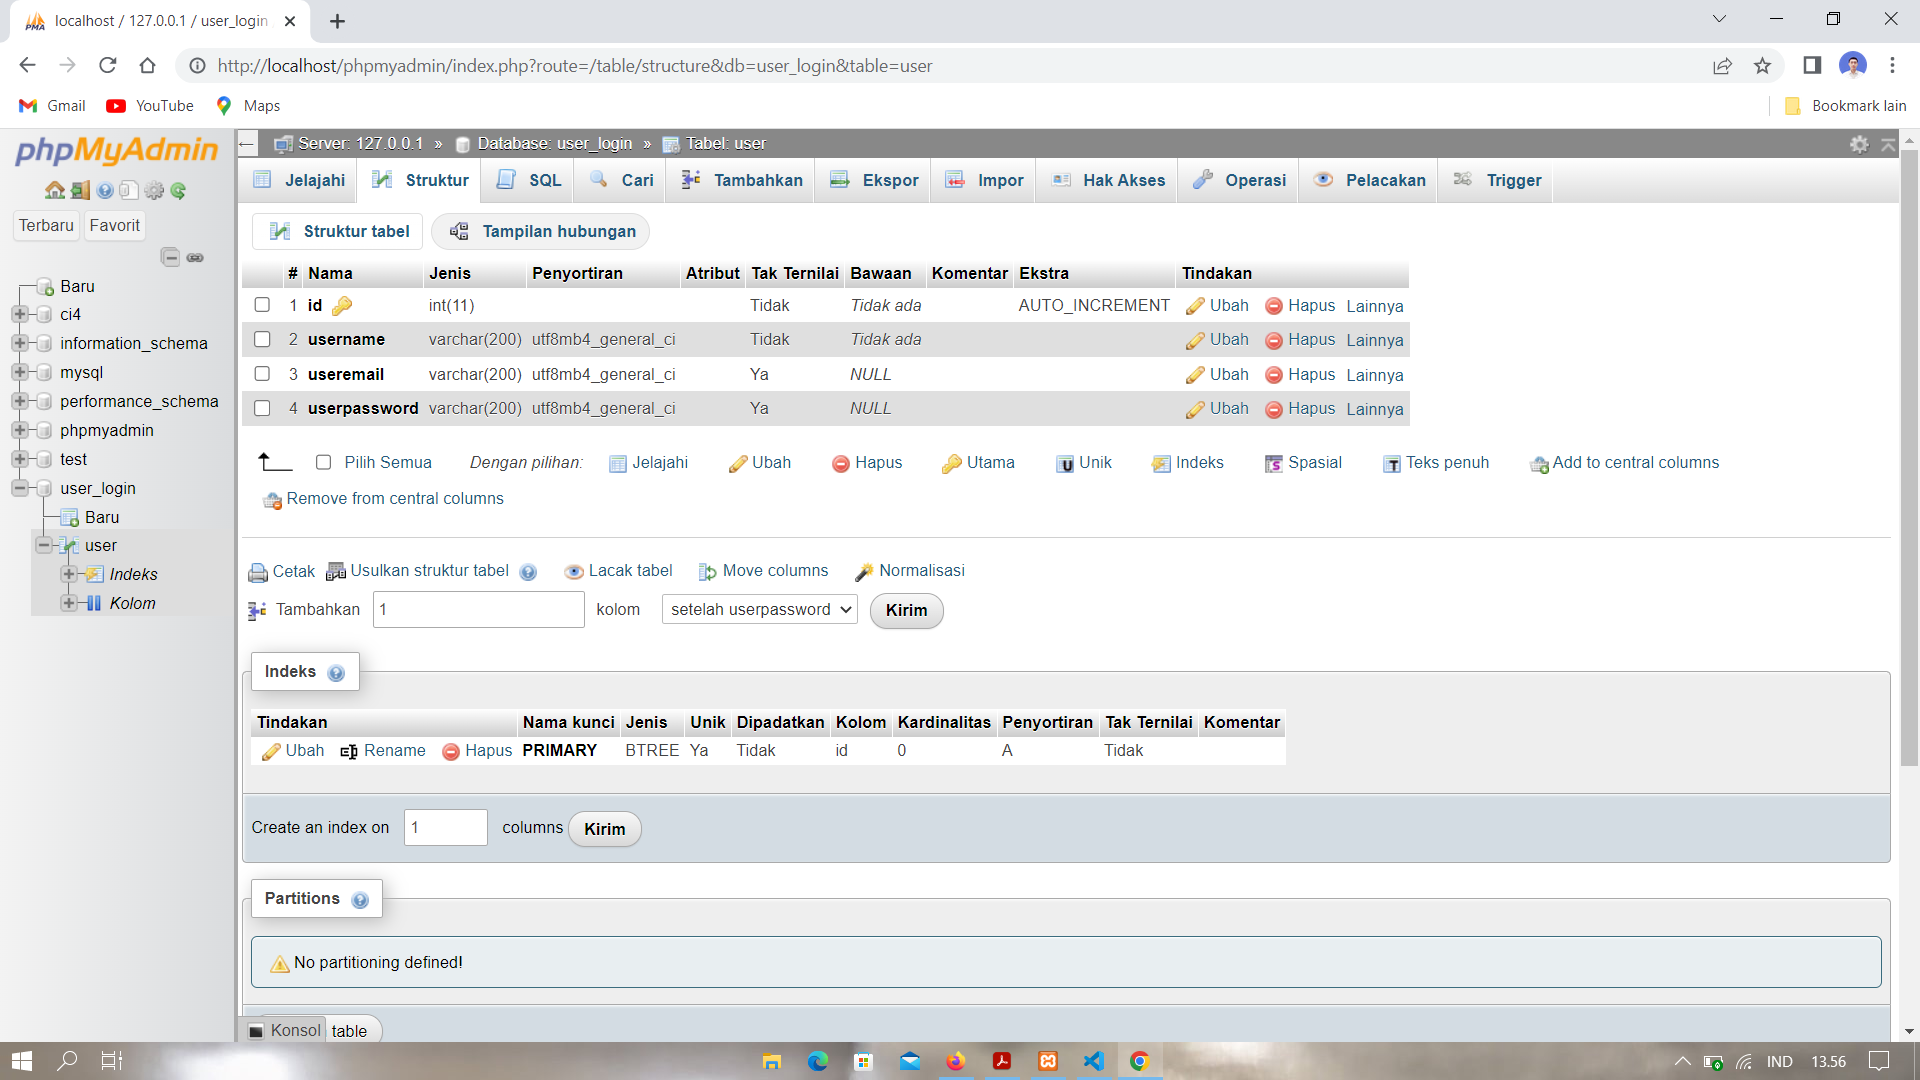 localhost / 127.0.0.1 / user_login
http://localhost/phpmyadmin/index.php?route=/table/structure&db=user_login&table=user
Gmail YouTube Maps Bookmark lain
phpMyAdmin
Terbaru Favorit
Baru
ci4
information_schema
mysql
performance_schema
phpmyadmin
test
user_login
Baru
user
Indeks
Kolom
Server: 127.0.0.1 » Database: user_login » Tabel: user
Jelajahi Struktur SQL Cari Tambahkan Ekspor Impor Hak Akses Operasi Pelacakan Trigger
Struktur tabel Tampilan hubungan
# Nama Jenis Penyortiran Atribut Tak Ternilai Bawaan Komentar Ekstra Tindakan
1 id int(11) Tidak Tidak ada AUTO_INCREMENT Ubah Hapus Lainnya
2 username varchar(200) utf8mb4_general_ci Tidak Tidak ada Ubah Hapus Lainnya
3 useremail varchar(200) utf8mb4_general_ci Ya NULL Ubah Hapus Lainnya
4 userpassword varchar(200) utf8mb4_general_ci Ya NULL Ubah Hapus Lainnya
Pilih Semua Dengan pilihan: Jelajahi Ubah Hapus Utama Unik Indeks Spasial Teks penuh Add to central columns
Remove from central columns
Cetak Usulkan struktur tabel Lacak tabel Move columns Normalisasi
Tambahkan 1 kolom setelah userpassword Kirim
Indeks
Tindakan Nama kunci Jenis Unik Dipadatkan Kolom Kardinalitas Penyortiran Tak Ternilai Komentar
Ubah Rename Hapus PRIMARY BTREE Ya Tidak id 0 A Tidak
Create an index on 1 columns Kirim
Partitions
No partitioning defined!
Konsol table
IND 13.56